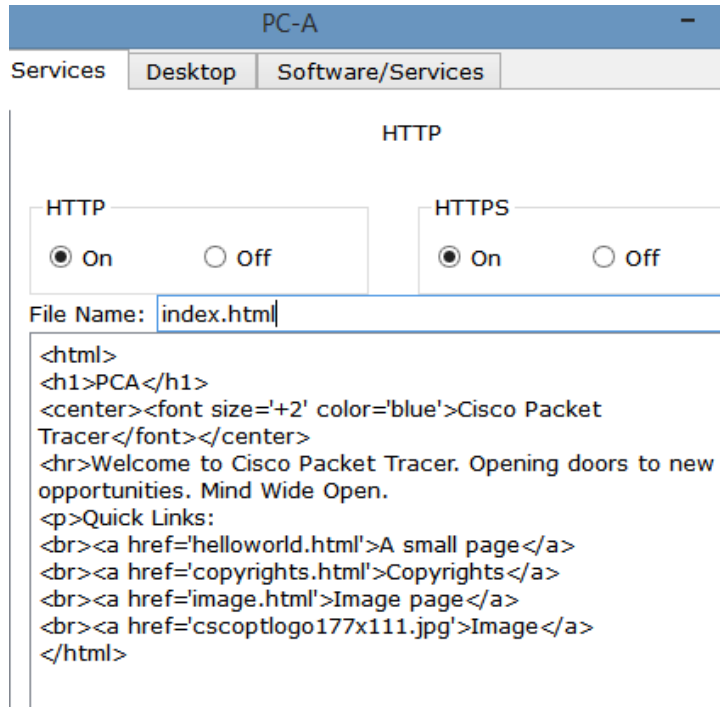 PC-A
Services Desktop Software/Services
HTTP
HTTP HTTPS
On Off On Off
File Name: index.html
<html>
<h1>PCA</h1>
<center><font size='+2' color='blue'>Cisco Packet
Tracer</font></center>
<hr>Welcome to Cisco Packet Tracer. Opening doors to new
opportunities. Mind Wide Open.
<p>Quick Links:
<br><a href='helloworld.html'>A small page</a>
<br><a href='copyrights.html'>Copyrights</a>
<br><a href='image.html'>Image page</a>
<br><a href='cscoptlogo177x111.jpg'>Image</a>
</html>